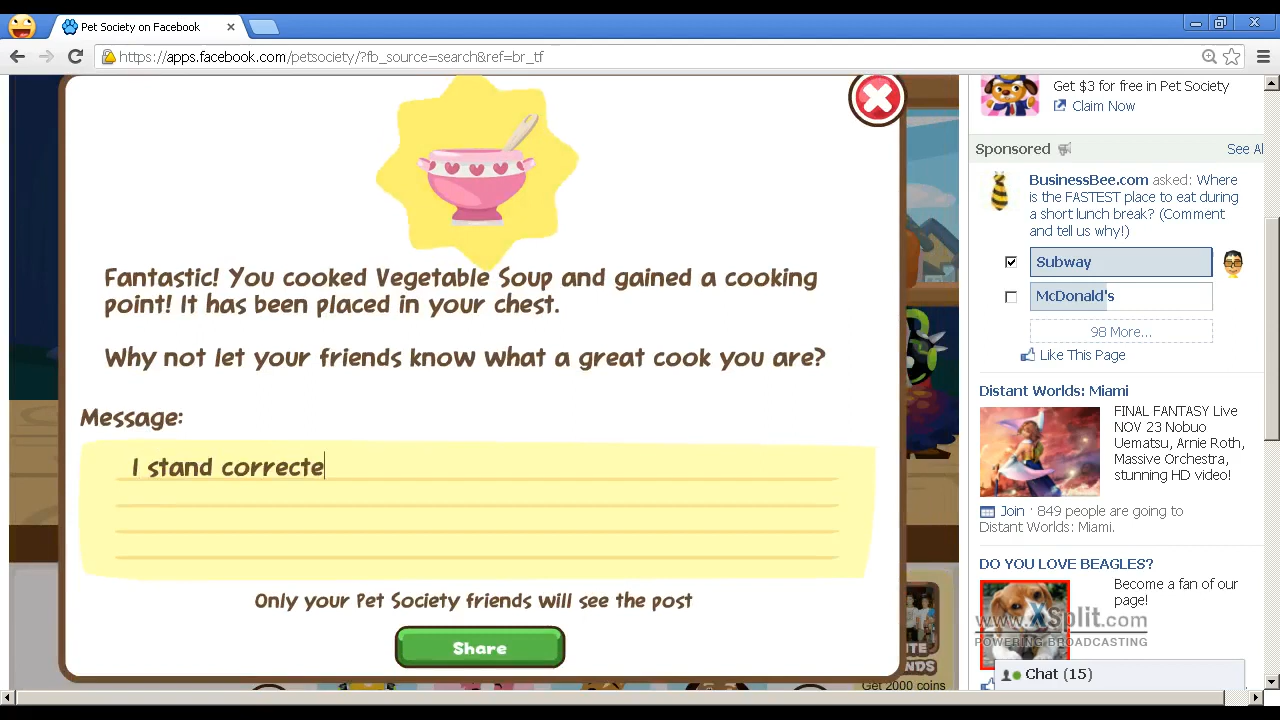 Pet Society on Facebook
https://apps.facebook.com/petsociety/?fb_source=search&ref=br_tf
Fantastic! You cooked Vegetable Soup and gained a cooking
point! It has been placed in your chest.
Why not let your friends know what a great cook you are?
Message:
I stand correcte
Only your Pet Society friends will see the post
Share
Get 2000 coins
Get $3 for free in Pet Society
Claim Now
Sponsored
See Al
BusinessBee.com asked: Where
is the FASTEST place to eat during
a short lunch break? (Comment
and tell us why!)
Subway
McDonald's
98 More...
Like This Page
Distant Worlds: Miami
FINAL FANTASY Live
NOV 23 Nobuo
Uematsu, Arnie Roth,
Massive Orchestra,
stunning HD video!
Join · 849 people are going to
Distant Worlds: Miami.
DO YOU LOVE BEAGLES?
Become a fan of our
page!
www.XSplit.com
POWERING BROADCASTING
Chat (15)